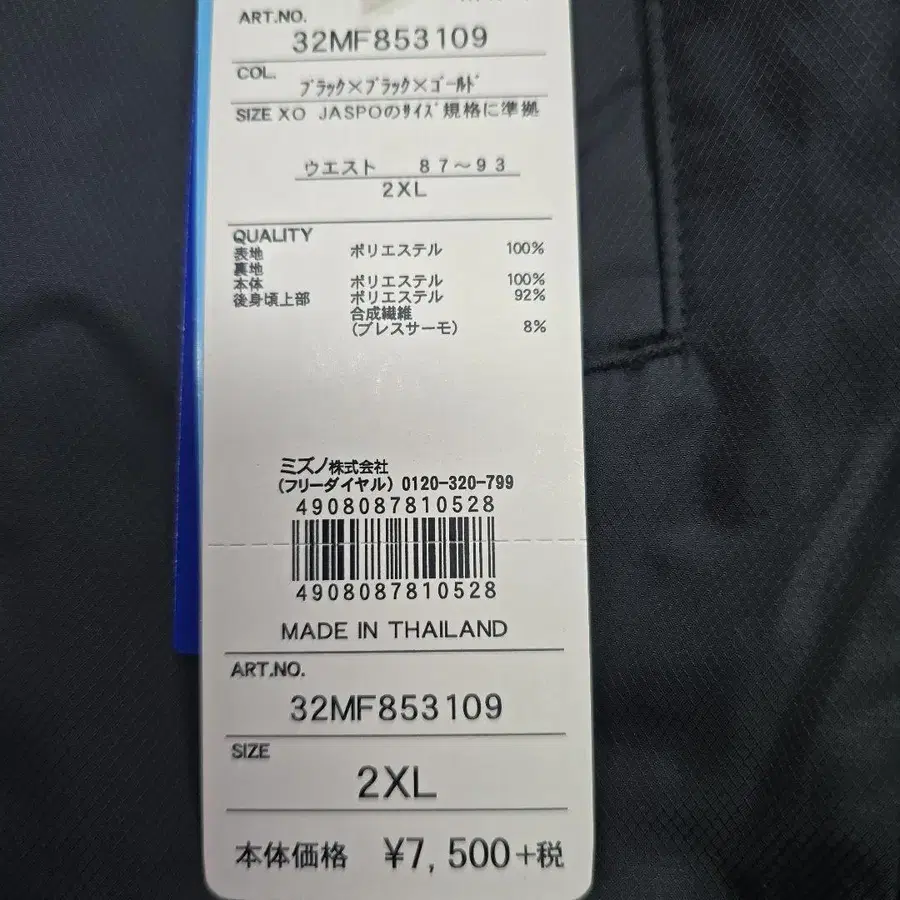 ART.NO.
32MF853109
COL.
ブラック×ブラック×ゴールド
SIZE XO JASPOのサイズ規格に準拠
ウエスト 87～93
2XL
QUALITY
表地 ポリエステル 100%
裏地
本体 ポリエステル 100%
後身頃上部 ポリエステル 92%
合成繊維
(ブレスサーモ) 8%
ミズノ株式会社
(フリーダイヤル) 0120-320-799
4908087810528
4908087810528
MADE IN THAILAND
ART.NO.
32MF853109
SIZE
2XL
本体価格 ¥7,500+税